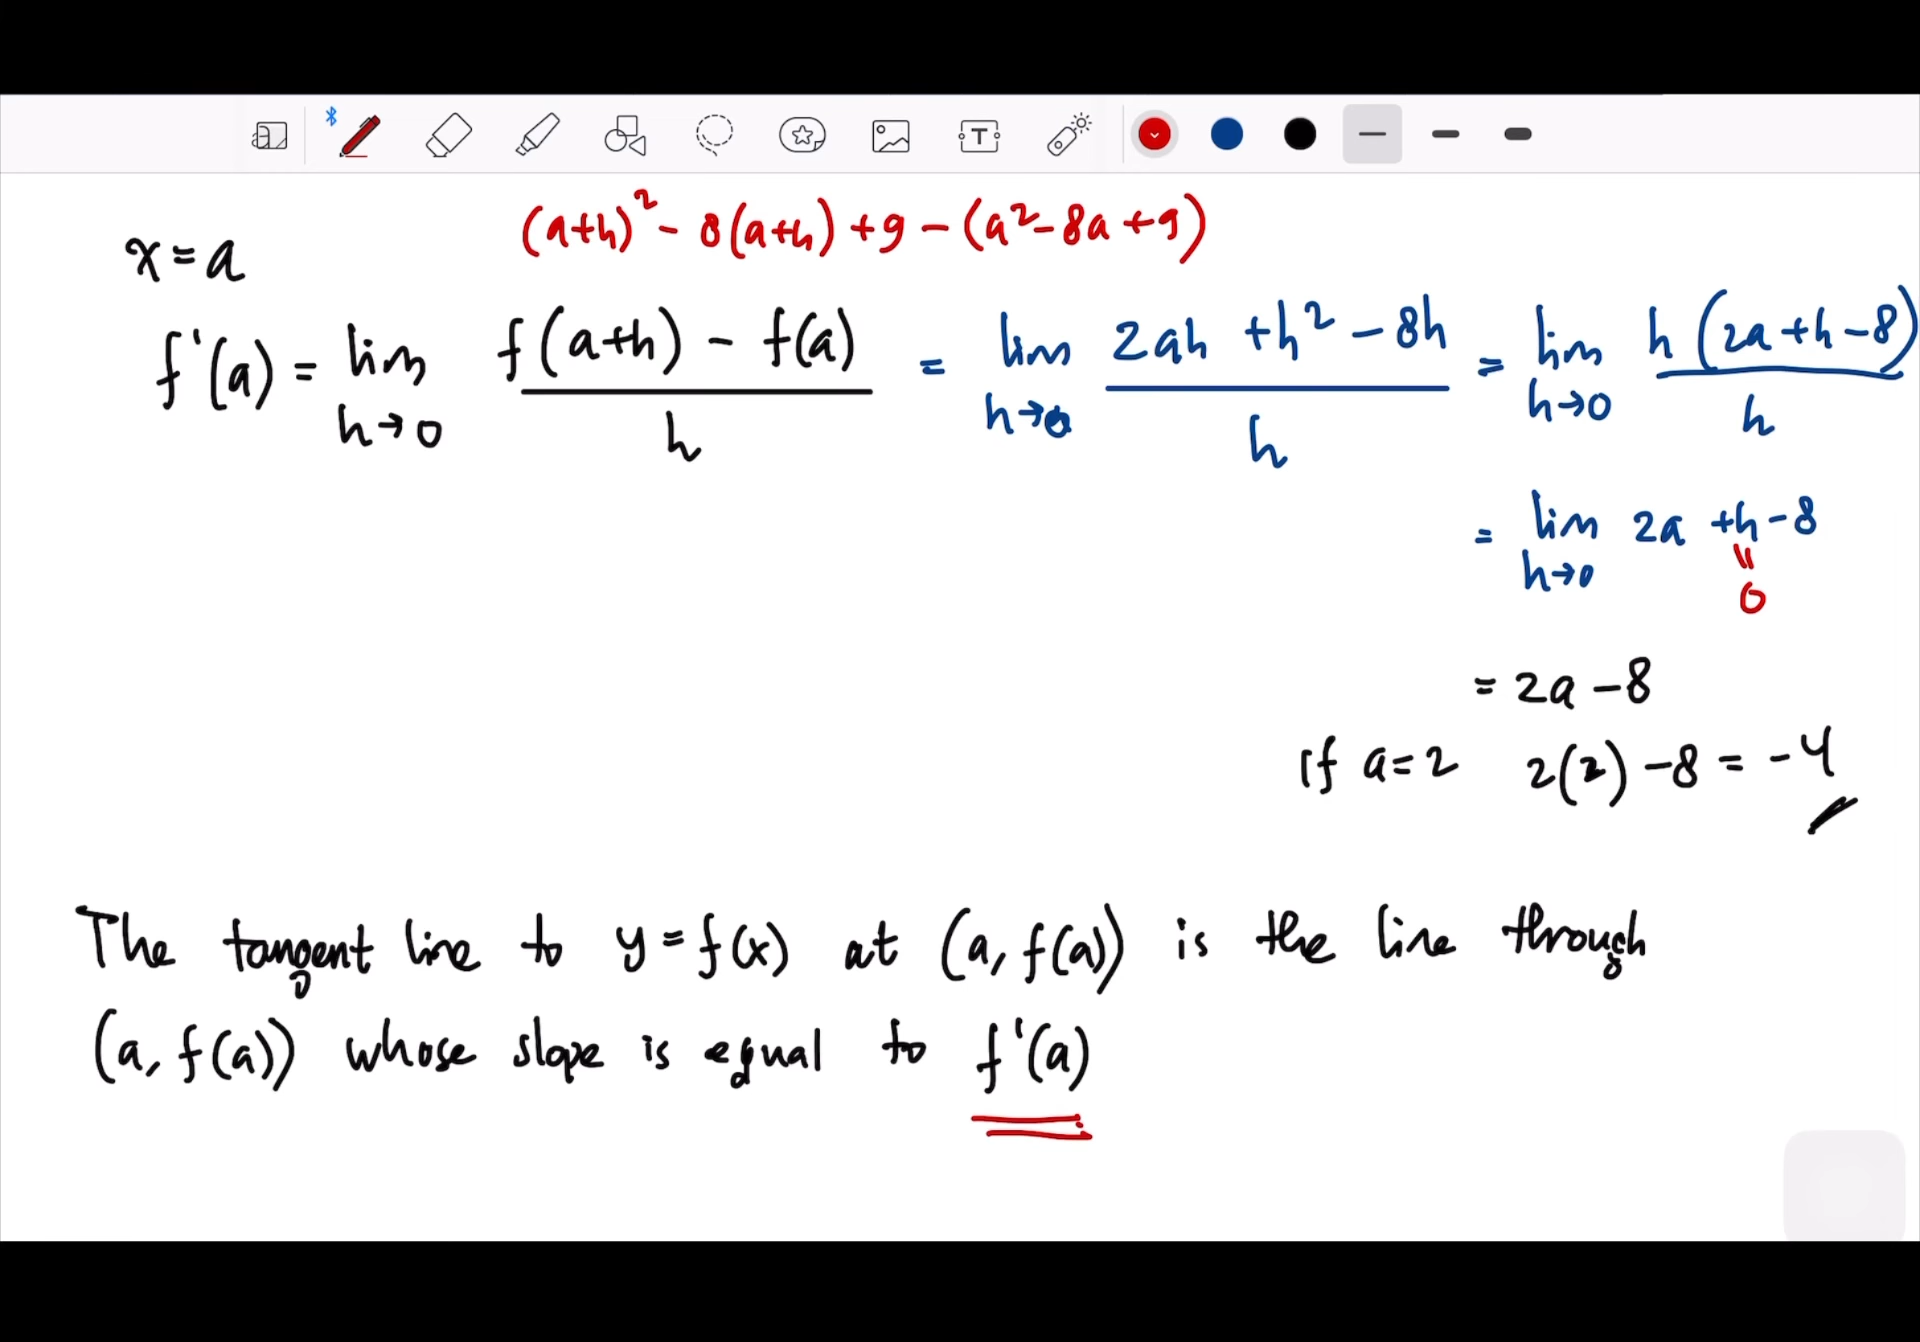 (a+h)² - 8(a+h) + 9 - (a² - 8a + 9)
x = a
f'(a) = lim h→0 f(a+h) - f(a) / h = lim h→0 2ah + h² - 8h / h = lim h→0 h(2a+h-8) / h
= lim h→0 2a + h - 8
0
= 2a - 8
If a = 2 2(2) - 8 = -4
The tangent line to y = f(x) at (a, f(a)) is the line through
(a, f(a)) whose slope is equal to f'(a)